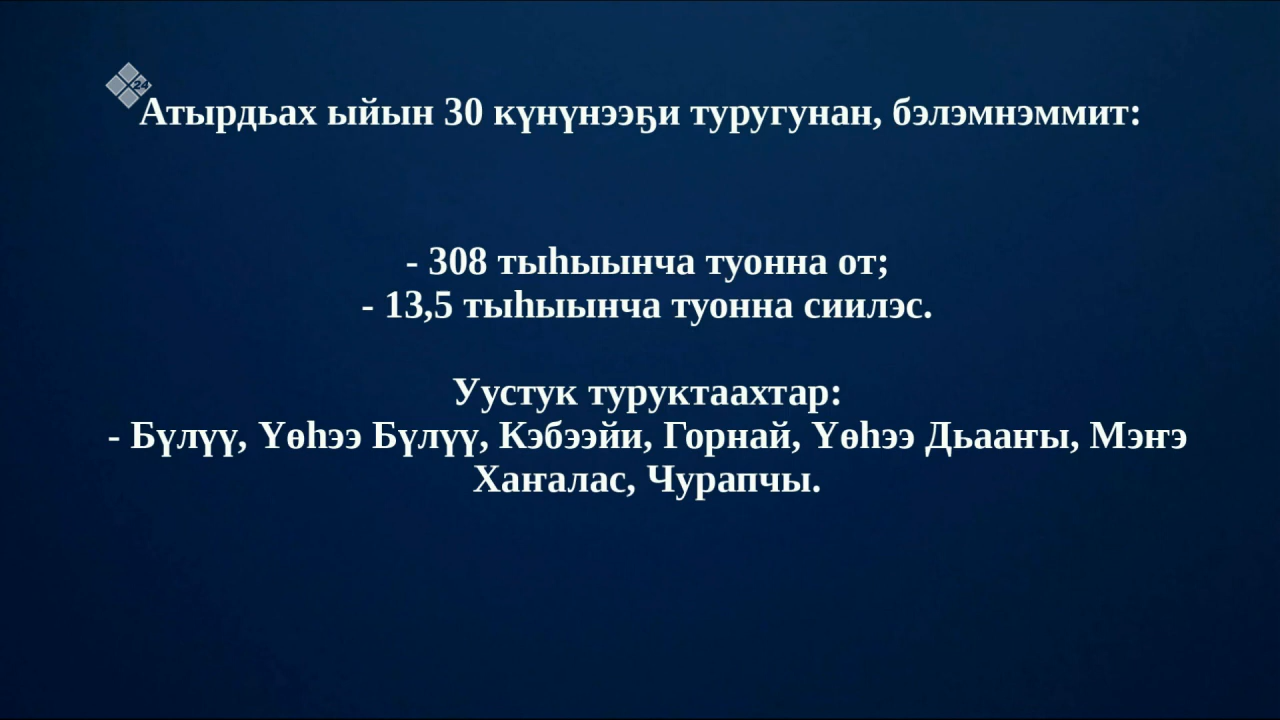 24
Атырдьах ыйын 30 күнүнээҕи туругунан, бэлэмнэммит:
- 308 тыһыынча туонна от;
- 13,5 тыһыынча туонна сиилэс.
Уустук туруктаахтар:
- Бүлүү, Үөһээ Бүлүү, Кэбээйи, Горнай, Үөһээ Дьааҥы, Мэҥэ
Хаҥалас, Чурапчы.